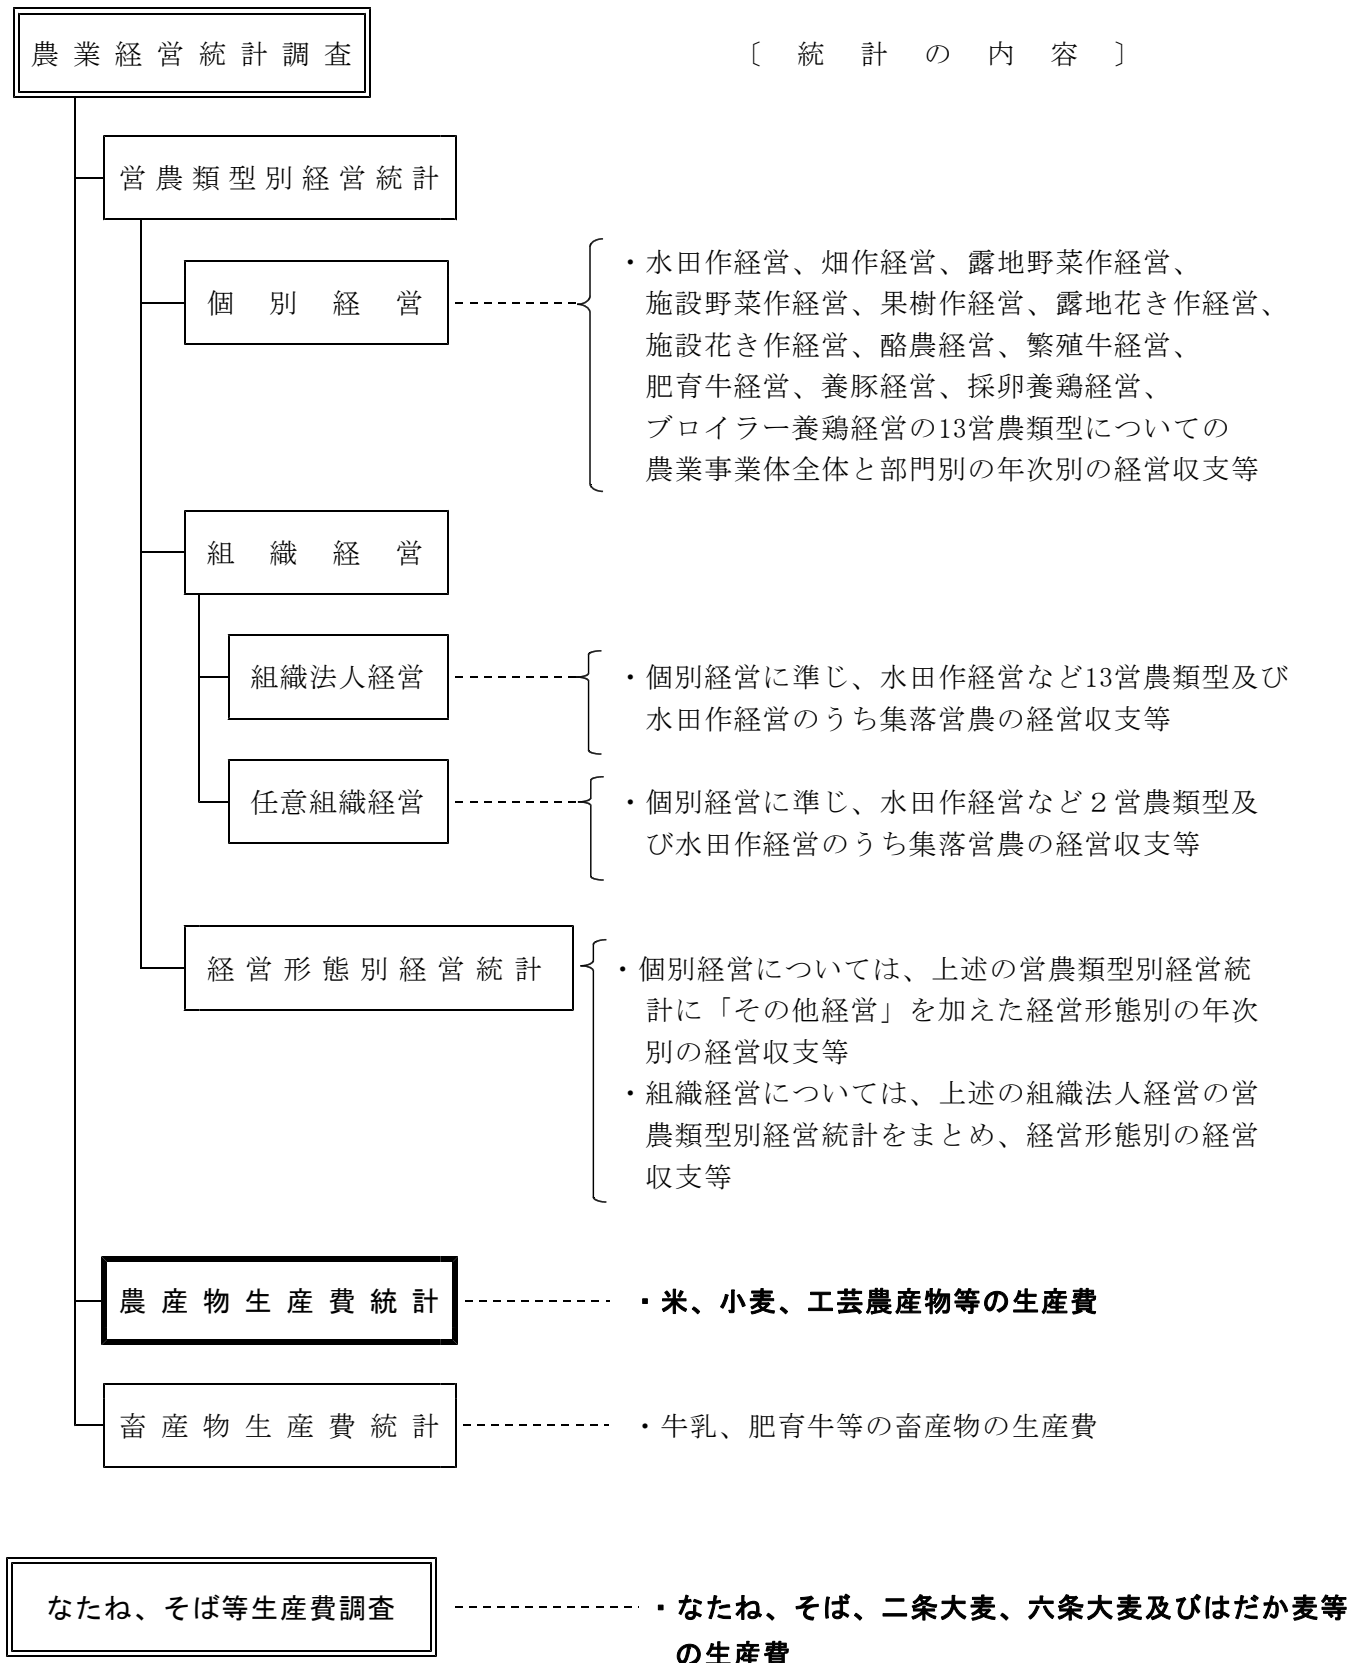 農業経営統計調査
〔統計の内容〕
営農類型別経営統計
個別経営
・水田作経営、畑作経営、露地野菜作経営、
施設野菜作経営、果樹作経営、露地花き作経営、
施設花き作経営、酪農経営、繁殖牛経営、
肥育牛経営、養豚経営、採卵養鶏経営、
ブロイラー養鶏経営の13営農類型についての
農業事業体全体と部門別の年次別の経営収支等
組織経営
組織法人経営
・個別経営に準じ、水田作経営など13営農類型及び
水田作経営のうち集落営農の経営収支等
任意組織経営
・個別経営に準じ、水田作経営など２営農類型及
び水田作経営のうち集落営農の経営収支等
経営形態別経営統計
・個別経営については、上述の営農類型別経営統
計に「その他経営」を加えた経営形態別の年次
別の経営収支等
・組織経営については、上述の組織法人経営の営
農類型別経営統計をまとめ、経営形態別の経営
収支等
農産物生産費統計
・米、小麦、工芸農産物等の生産費
畜産物生産費統計
・牛乳、肥育牛等の畜産物の生産費
なたね、そば等生産費調査
・なたね、そば、二条大麦、六条大麦及びはだか麦等
の生産費